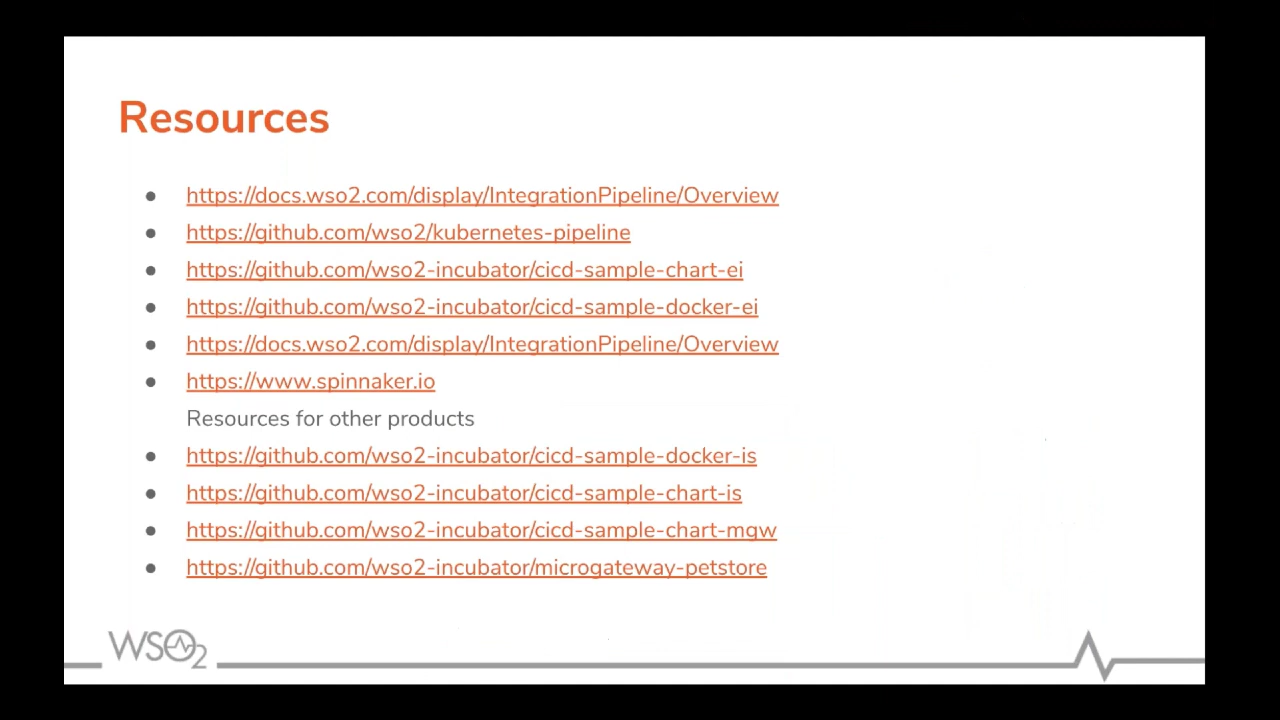 Resources
● https://docs.wso2.com/display/IntegrationPipeline/Overview
● https://github.com/wso2/kubernetes-pipeline
● https://github.com/wso2-incubator/cicd-sample-chart-ei
● https://github.com/wso2-incubator/cicd-sample-docker-ei
● https://docs.wso2.com/display/IntegrationPipeline/Overview
● https://www.spinnaker.io
Resources for other products
● https://github.com/wso2-incubator/cicd-sample-docker-is
● https://github.com/wso2-incubator/cicd-sample-chart-is
● https://github.com/wso2-incubator/cicd-sample-chart-mgw
● https://github.com/wso2-incubator/microgateway-petstore
WSO2